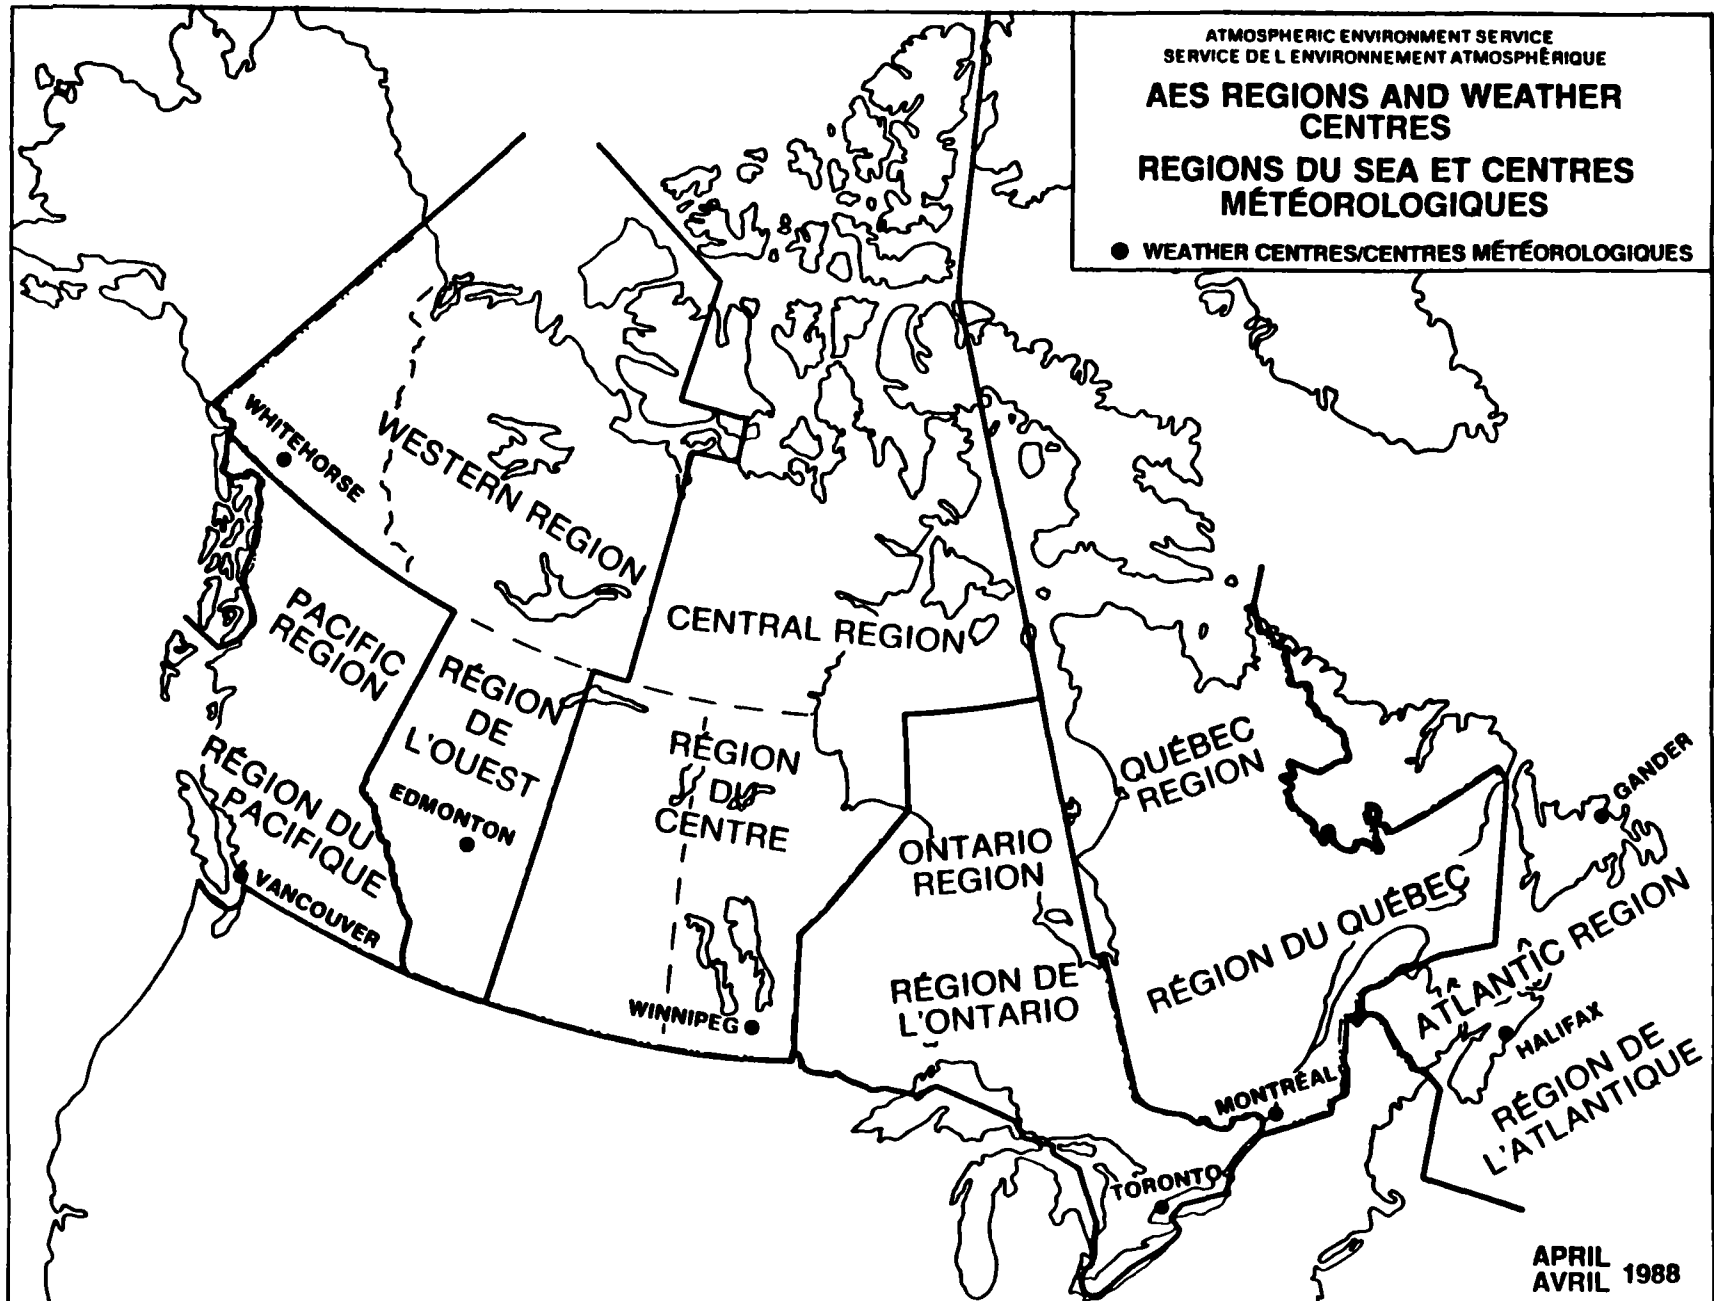 ATMOSPHERIC ENVIRONMENT SERVICE
SERVICE DE L ENVIRONNEMENT ATMOSPHÉRIQUE
AES REGIONS AND WEATHER
CENTRES
REGIONS DU SEA ET CENTRES
MÉTÉOROLOGIQUES
● WEATHER CENTRES/CENTRES MÉTÉOROLOGIQUES
WHITEHORSE
WESTERN REGION
PACIFIC
REGION
RÉGION
DE
L'OUEST
CENTRAL REGION
RÉGION DU
PACIFIQUE
EDMONTON
RÉGION
DU
CENTRE
QUÉBEC
REGION
GANDER
ONTARIO
REGION
VANCOUVER
RÉGION DU QUÉBEC
ATLANTIC REGION
WINNIPEG
RÉGION DE
L'ONTARIO
HALIFAX
RÉGION DE
L'ATLANTIQUE
MONTRÉAL
TORONTO
APRIL
AVRIL 1988